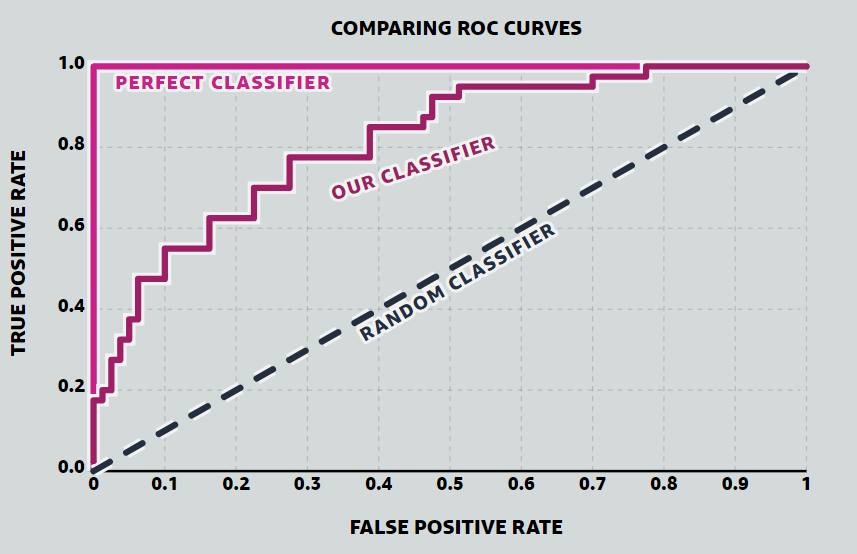 COMPARING ROC CURVES
1.0
PERFECT CLASSIFIER
0.8
OUR CLASSIFIER
0.6
RANDOM CLASSIFIER
0.4
0.2
0.0
TRUE POSITIVE RATE
0 0.1 0.2 0.3 0.4 0.5 0.6 0.7 0.8 0.9 1
FALSE POSITIVE RATE